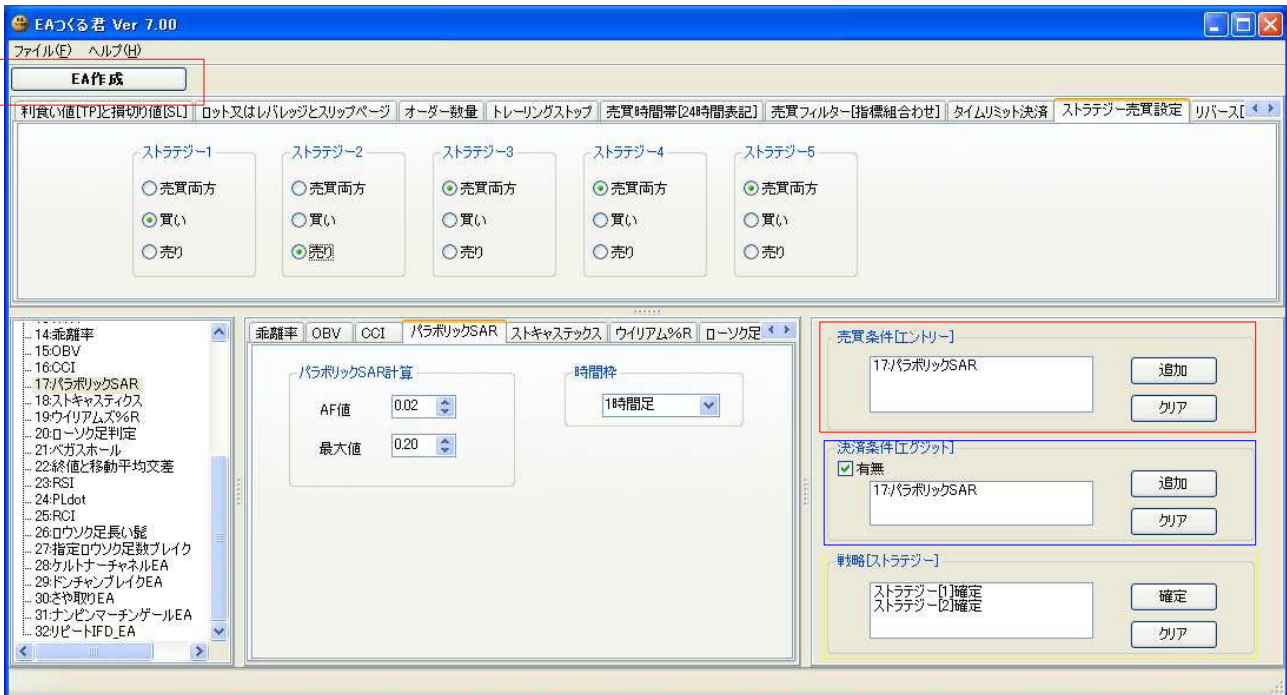 EAつくる君 Ver 7.00
ファイル(F) ヘルプ(H)
EA作成
利食い値[TP]と損切り値[SL] ロット又はレバレッジとスリップページ オーダー数量 トレーリングストップ 売買時間帯[24時間表記] 売買フィルター[指標組合わせ] タイムリミット決済 ストラテジー売買設定 リバース[
ストラテジー1 ストラテジー2 ストラテジー3 ストラテジー4 ストラテジー5
売買両方 売買両方 売買両方 売買両方 売買両方
買い 買い 買い 買い 買い
売り 売り 売り 売り 売り
14:乖離率
15:OBV
16:CCI
17:パラボリックSAR
18:ストキャスティクス
19:ウイリアムズ%R
20:ローソク足判定
21:ベガスホール
22:終値と移動平均交差
23:RSI
24:PLdot
25:RCI
26:ロウソク足長い髭
27:指定ロウソク足数ブレイク
28:ケルトナーチャネルEA
29:ドンチャンブレイクEA
30:さや取りEA
31:ナンピンマーチンゲールEA
32:リピートIFD_EA
乖離率 OBV CCI パラボリックSAR ストキャステックス ウイリアム%R ローソク足
パラボリックSAR計算
AF値 0.02
最大値 0.20
時間枠
1時間足
売買条件[エントリー]
17:パラボリックSAR
追加
クリア
決済条件[エグジット]
有無
17:パラボリックSAR
追加
クリア
戦略[ストラテジー]
ストラテジー[1]確定
ストラテジー[2]確定
確定
クリア